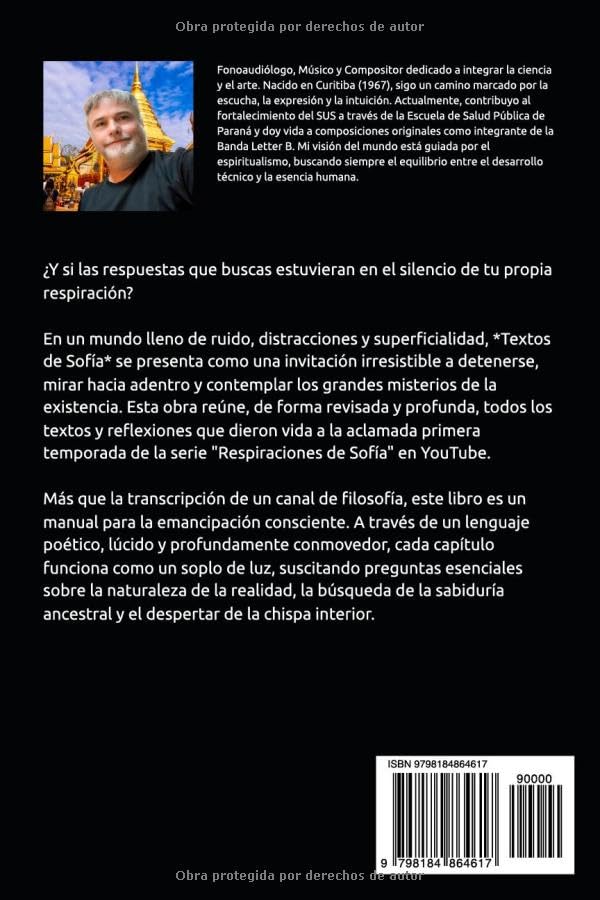 Obra protegida por derechos de autor
Fonoaudiólogo, Músico y Compositor dedicado a integrar la ciencia
y el arte. Nacido en Curitiba (1967), sigo un camino marcado por la
escucha, la expresión y la intuición. Actualmente, contribuyo al
fortalecimiento del SUS a través de la Escuela de Salud Pública de
Paraná y doy vida a composiciones originales como integrante de la
Banda Letter B. Mi visión del mundo está guiada por el
espiritualismo, buscando siempre el equilibrio entre el desarrollo
técnico y la esencia humana.
¿Y si las respuestas que buscas estuvieran en el silencio de tu propia
respiración?
En un mundo lleno de ruido, distracciones y superficialidad, *Textos
de Sofía* se presenta como una invitación irresistible a detenerse,
mirar hacia adentro y contemplar los grandes misterios de la
existencia. Esta obra reúne, de forma revisada y profunda, todos los
textos y reflexiones que dieron vida a la aclamada primera
temporada de la serie "Respiraciones de Sofía" en YouTube.
Más que la transcripción de un canal de filosofía, este libro es un
manual para la emancipación consciente. A través de un lenguaje
poético, lúcido y profundamente conmovedor, cada capítulo
funciona como un soplo de luz, suscitando preguntas esenciales
sobre la naturaleza de la realidad, la búsqueda de la sabiduría
ancestral y el despertar de la chispa interior.
ISBN 9798184864617
90000
9 798184 864617
Obra protegida por derechos de autor